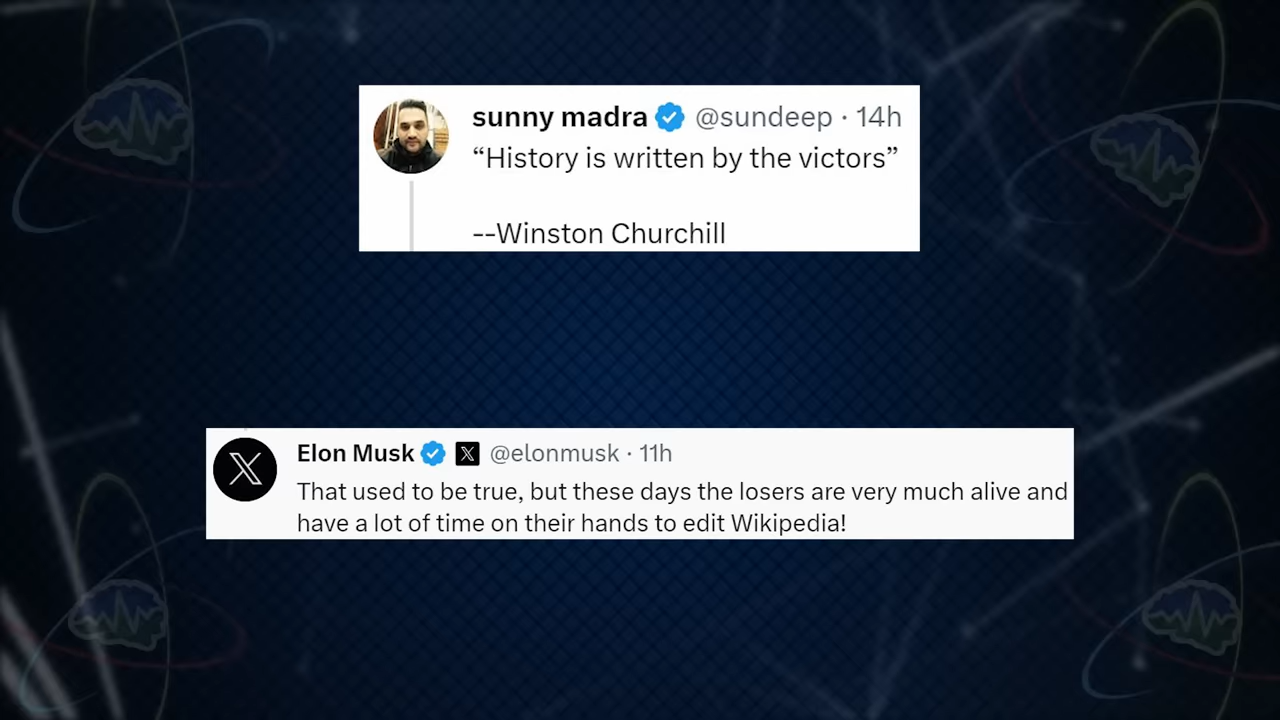 sunny madra @sundeep · 14h
“History is written by the victors”
--Winston Churchill
Elon Musk @elonmusk · 11h
That used to be true, but these days the losers are very much alive and
have a lot of time on their hands to edit Wikipedia!